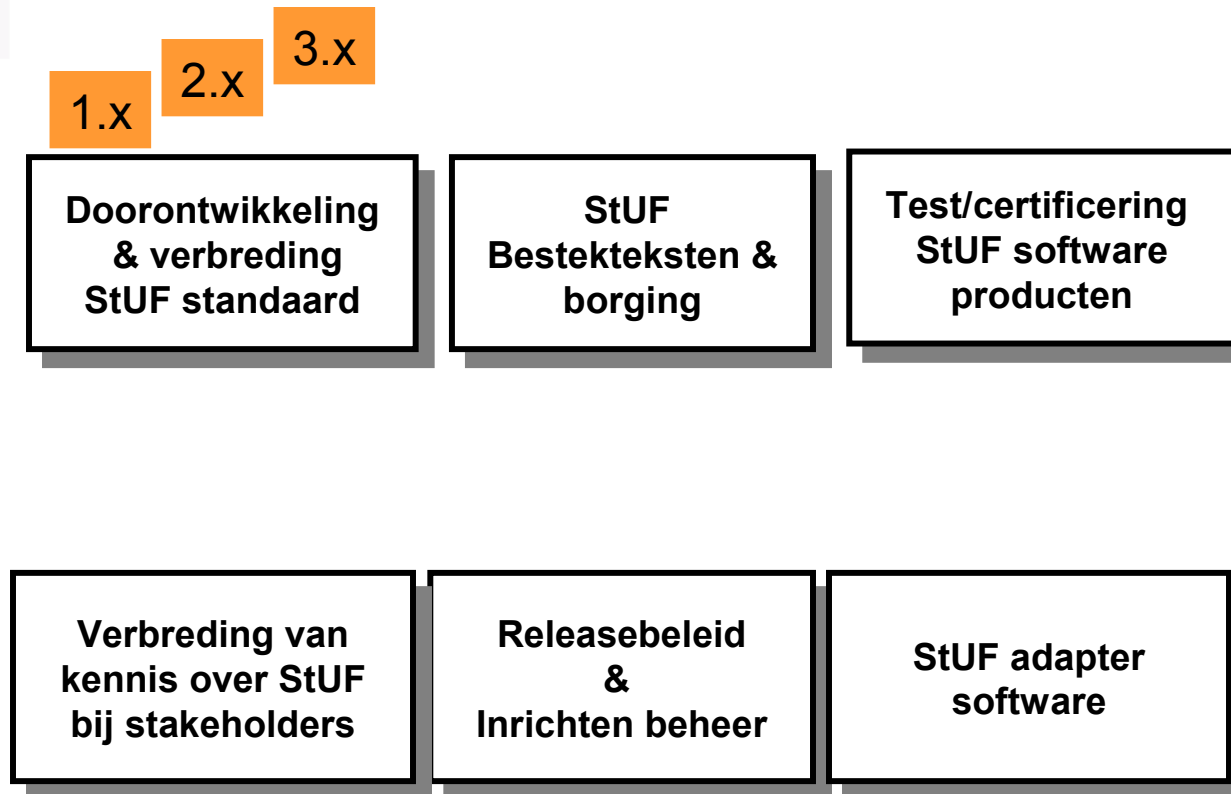 1.x
2.x
3.x
Doorontwikkeling
& verbreding
StUF standaard
StUF
Bestekteksten &
borging
Test/certificering
StUF software
producten
Verbreding van
kennis over StUF
bij stakeholders
Releasebeleid
&
Inrichten beheer
StUF adapter
software